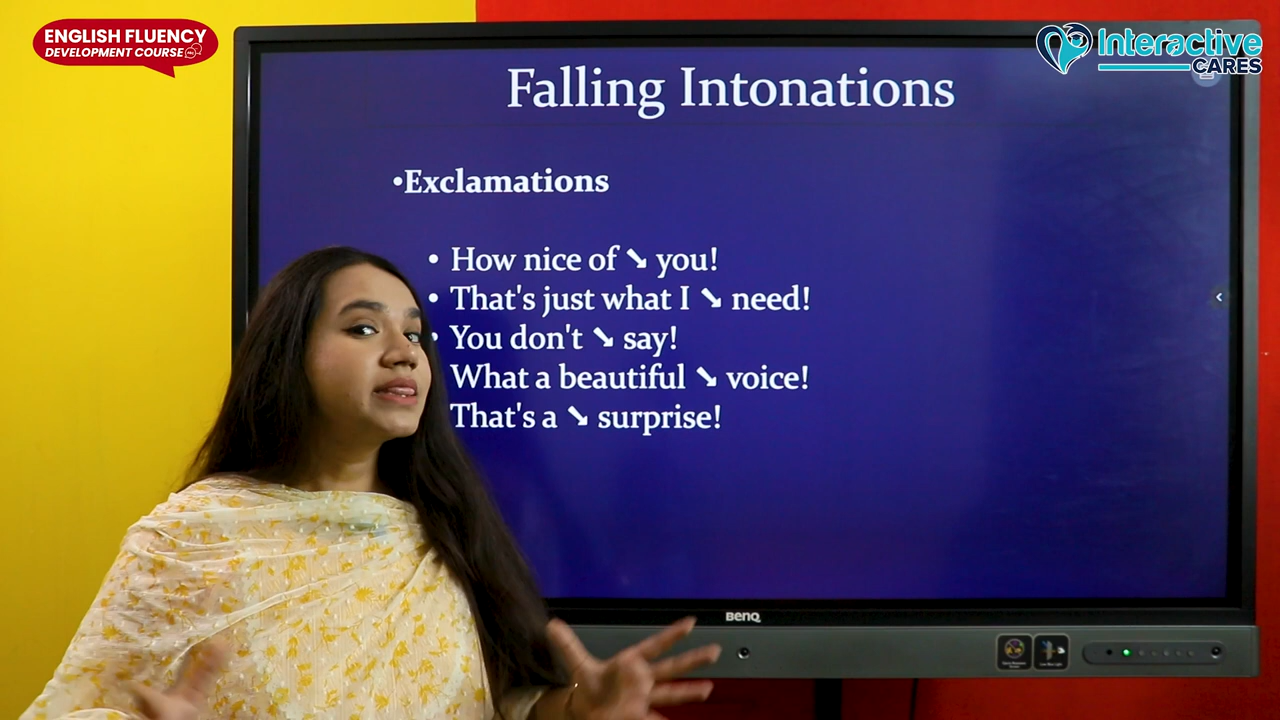 ENGLISH FLUENCY
DEVELOPMENT COURSE
Interactive
CARES
Falling Intonations
•Exclamations
• How nice of ➘ you!
• That's just what I ➘ need!
• You don't ➘ say!
What a beautiful ➘ voice!
That's a ➘ surprise!
BenQ